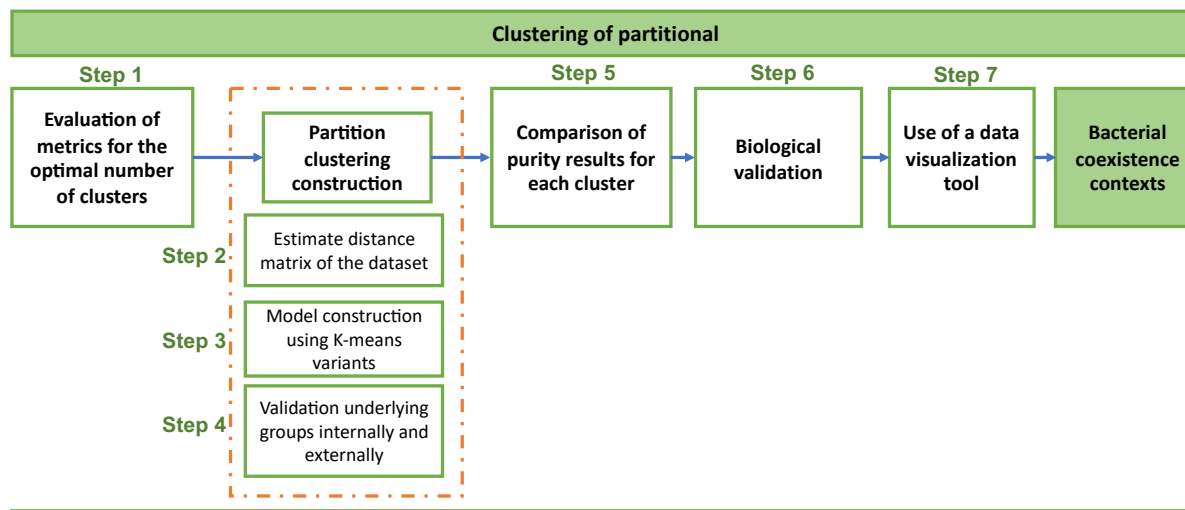 Clustering of partitional
Step 1
Evaluation of
metrics for the
optimal number
of clusters
Partition
clustering
construction
Step 2
Estimate distance
matrix of the dataset
Step 3
Model construction
using K-means
variants
Step 4
Validation underlying
groups internally and
externally
Step 5
Comparison of
purity results for
each cluster
Step 6
Biological
validation
Step 7
Use of a data
visualization
tool
Bacterial
coexistence
contexts